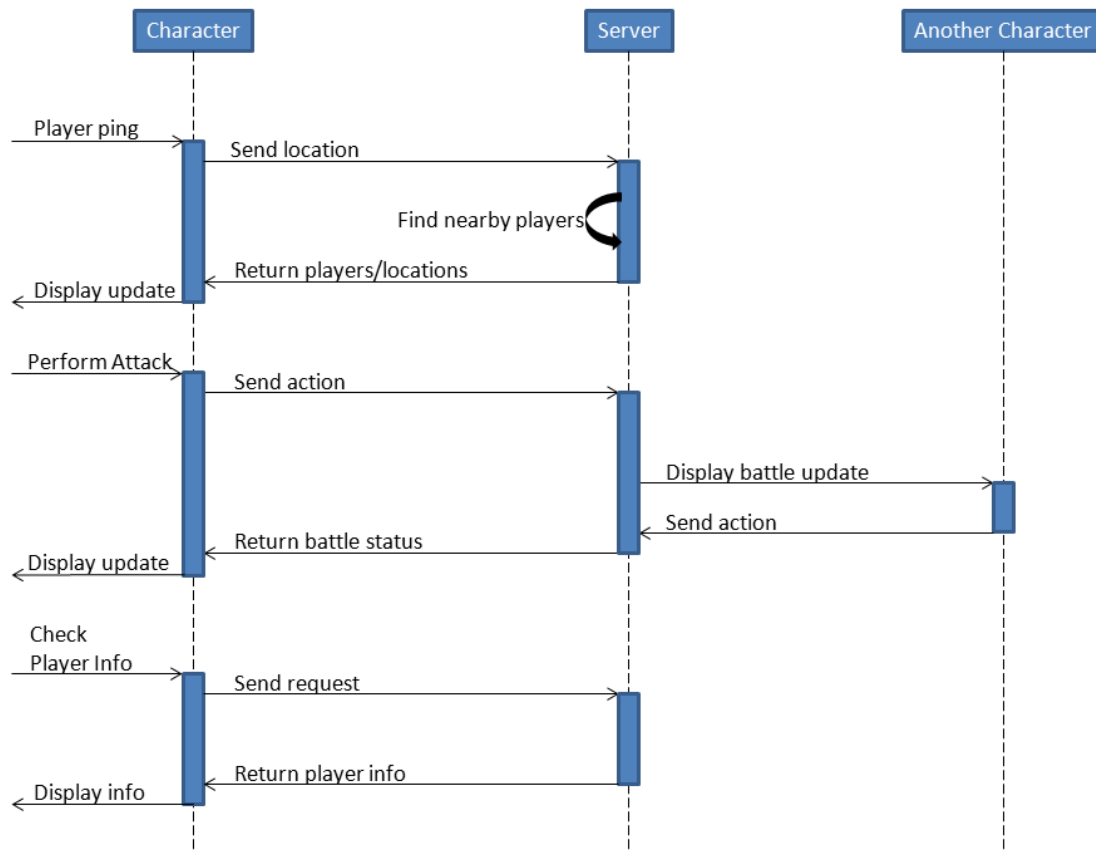 Character
Server
Another Character
Player ping
Send location
Find nearby players
Return players/locations
Display update
Perform Attack
Send action
Display battle update
Send action
Return battle status
Display update
Check
Player Info
Send request
Return player info
Display info